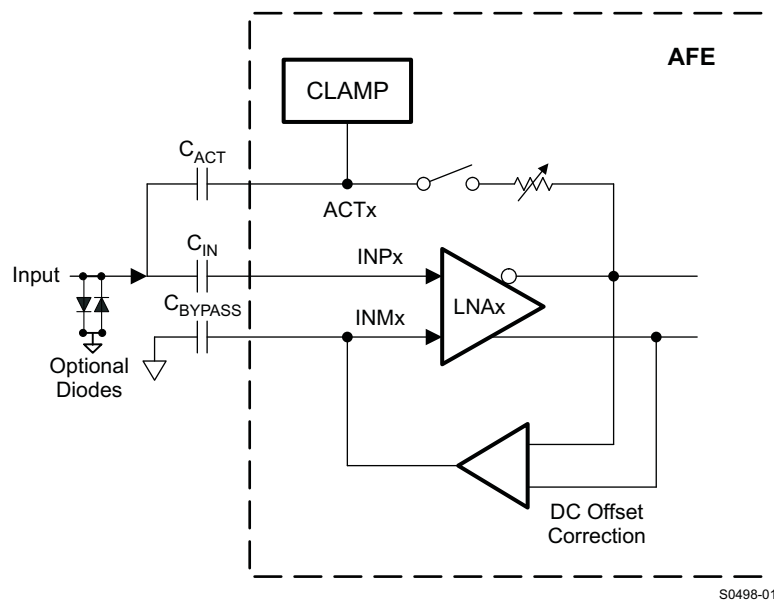 AFE
CLAMP
C_ACT
ACTx
C_IN
INPx
Input
C_BYPASS
INMx
LNAx
Optional
Diodes
DC Offset
Correction
S0498-01